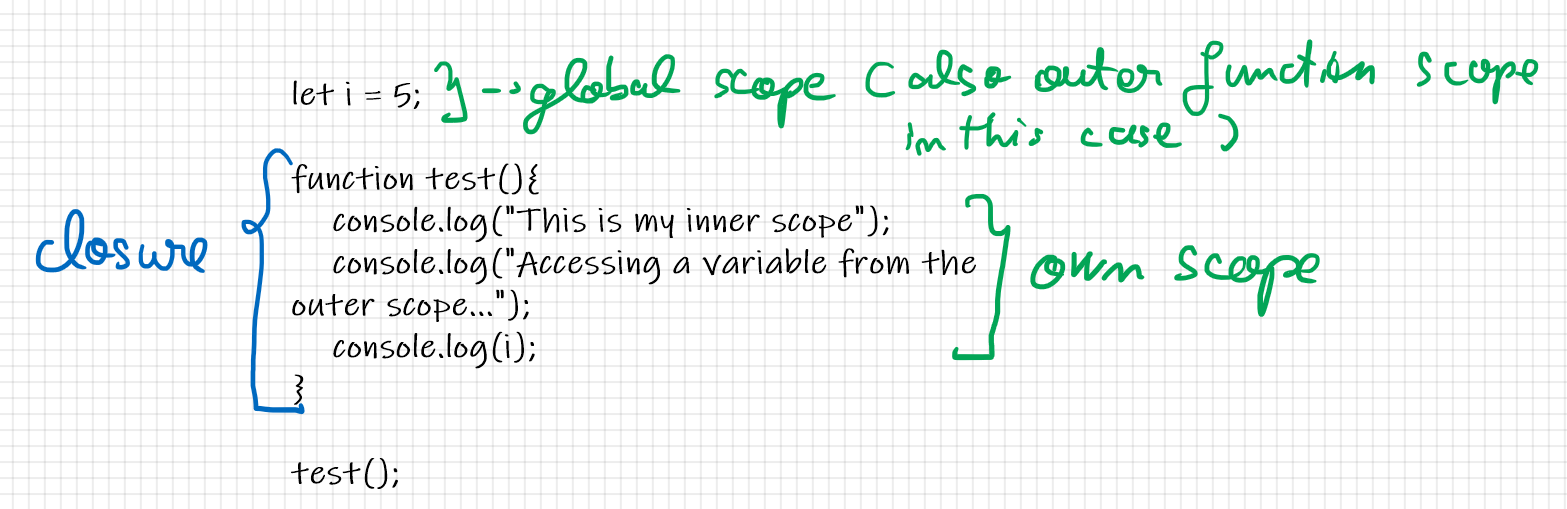 let i = 5; } -> global scope ( also outer function scope
in this case )
function test(){
console.log("This is my inner scope");
closure
console.log("Accessing a variable from the
own scope
outer scope...");
console.log(i);
}
test();